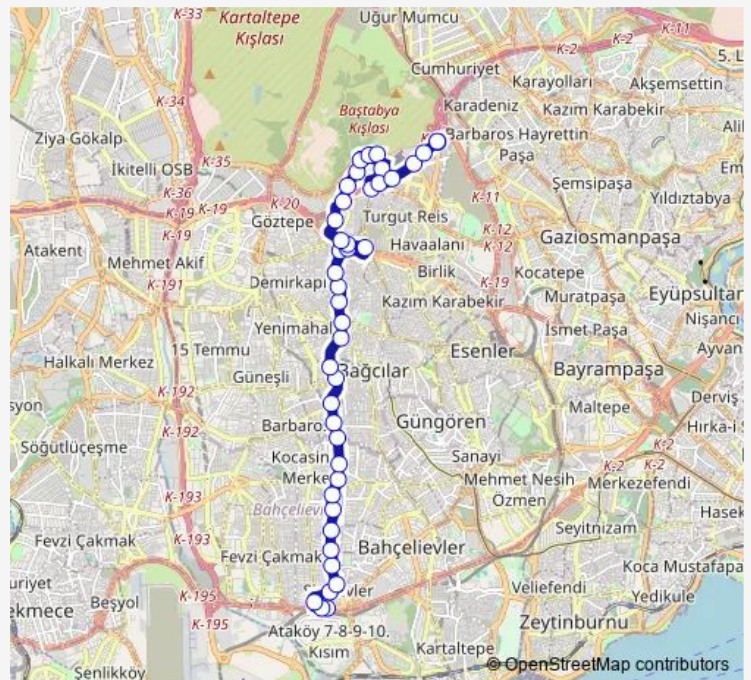 K-33
Kartaltepe
Kışlası
Uğur Mumcu
K-2
K-2
K-11
5. L
Cumhuriyet
Karayolları
Akşemsettin
K-34
Baştabya
Kışlası
Karadeniz
Kazım Karabekir
Ziya Gökalp
Barbaros Hayrettin
Paşa
Ali
İkitelli OSB
K-35
Em
K-36
Şemsipaşa
Yıldıztabya
K-19
K-19
K-20
K-11
Göztepe
Turgut Reis
K-19
K-12
K-12
Gaziosmanpaşa
Atakent
Mehmet Akif
Havaalanı
Birlik
K-19
Kocatepe
K-191
Demirkapı
Kazım Karabekir
Muratpaşa
Eyüpsultan
Nişancı
Yenimahal
İsmet Paşa
15 Temmu
Esenler
Ayvan
Halkalı Merkez
Güneşli
Bağcılar
Bayrampaşa
K-192
syon
Maltepe
Derviş
Barbaro
Güngören
Hırka-i
K-192
Söğütlüçeşme
Kocasin
Merke
Sanayi
K-2
K-2
K-2
Mehmet Nesih
Özmen
Merkezefendi
K-193
Bahçelievl
Hasek
Seyitnizam
Fevzi Çakmak
K-193
Fevzi Çakmak
Bahçelievler
Koca Mustafapa
uriyet
K-195
Veliefendi
Yedikule
ekmece
Beşyol
K-195
Zeytinburnu
Ataköy 7-8-9-10.
Kısım
Kartaltepe
Şenlikköy
© OpenStreetMap contributors